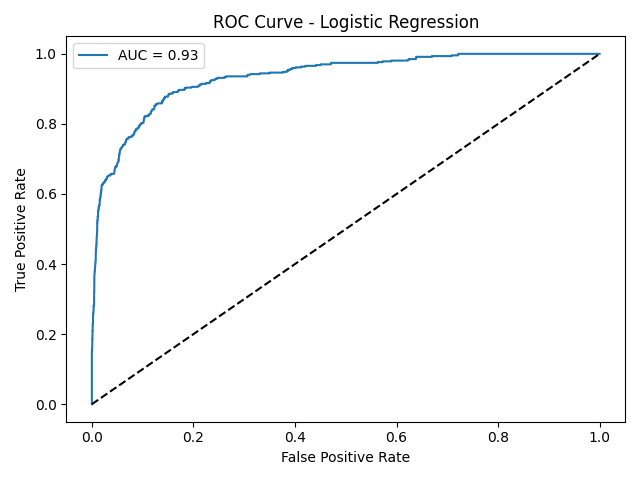 ROC Curve - Logistic Regression
AUC = 0.93
True Positive Rate
1.0
0.8
0.6
0.4
0.2
0.0
0.0 0.2 0.4 0.6 0.8 1.0
False Positive Rate